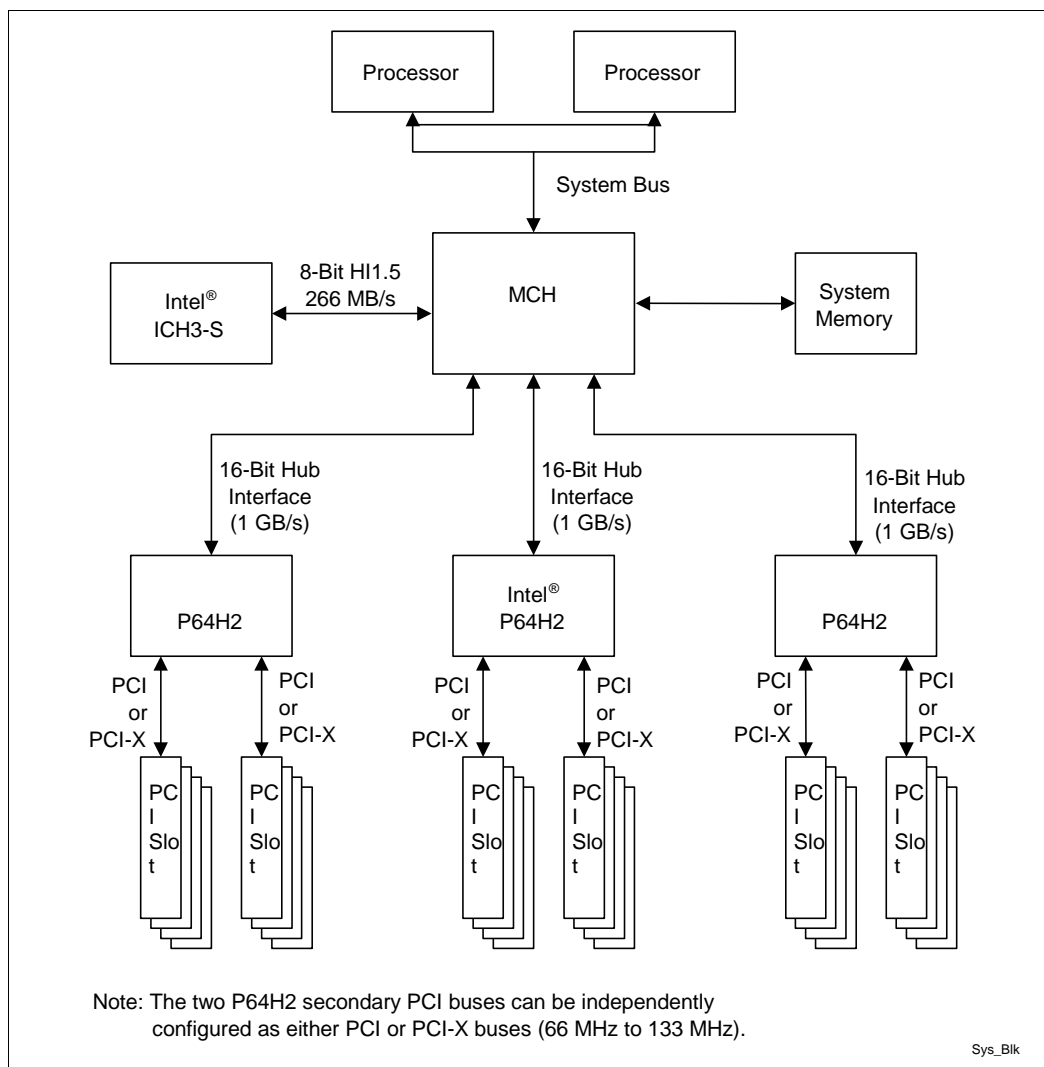 Processor
Processor
System Bus
8-Bit HI1.5
266 MB/s
Intel®
ICH3-S
MCH
System
Memory
16-Bit Hub
Interface
(1 GB/s)
16-Bit Hub
Interface
(1 GB/s)
16-Bit Hub
Interface
(1 GB/s)
P64H2
Intel®
P64H2
P64H2
PCI
or
PCI-X
PCI
or
PCI-X
PCI
or
PCI-X
PCI
or
PCI-X
PCI
or
PCI-X
PCI
or
PCI-X
PC
I
Slo
t
PC
I
Slo
t
PC
I
Slo
t
PC
I
Slo
t
PC
I
Slo
t
PC
I
Slo
t
Note: The two P64H2 secondary PCI buses can be independently
configured as either PCI or PCI-X buses (66 MHz to 133 MHz).
Sys_Blk